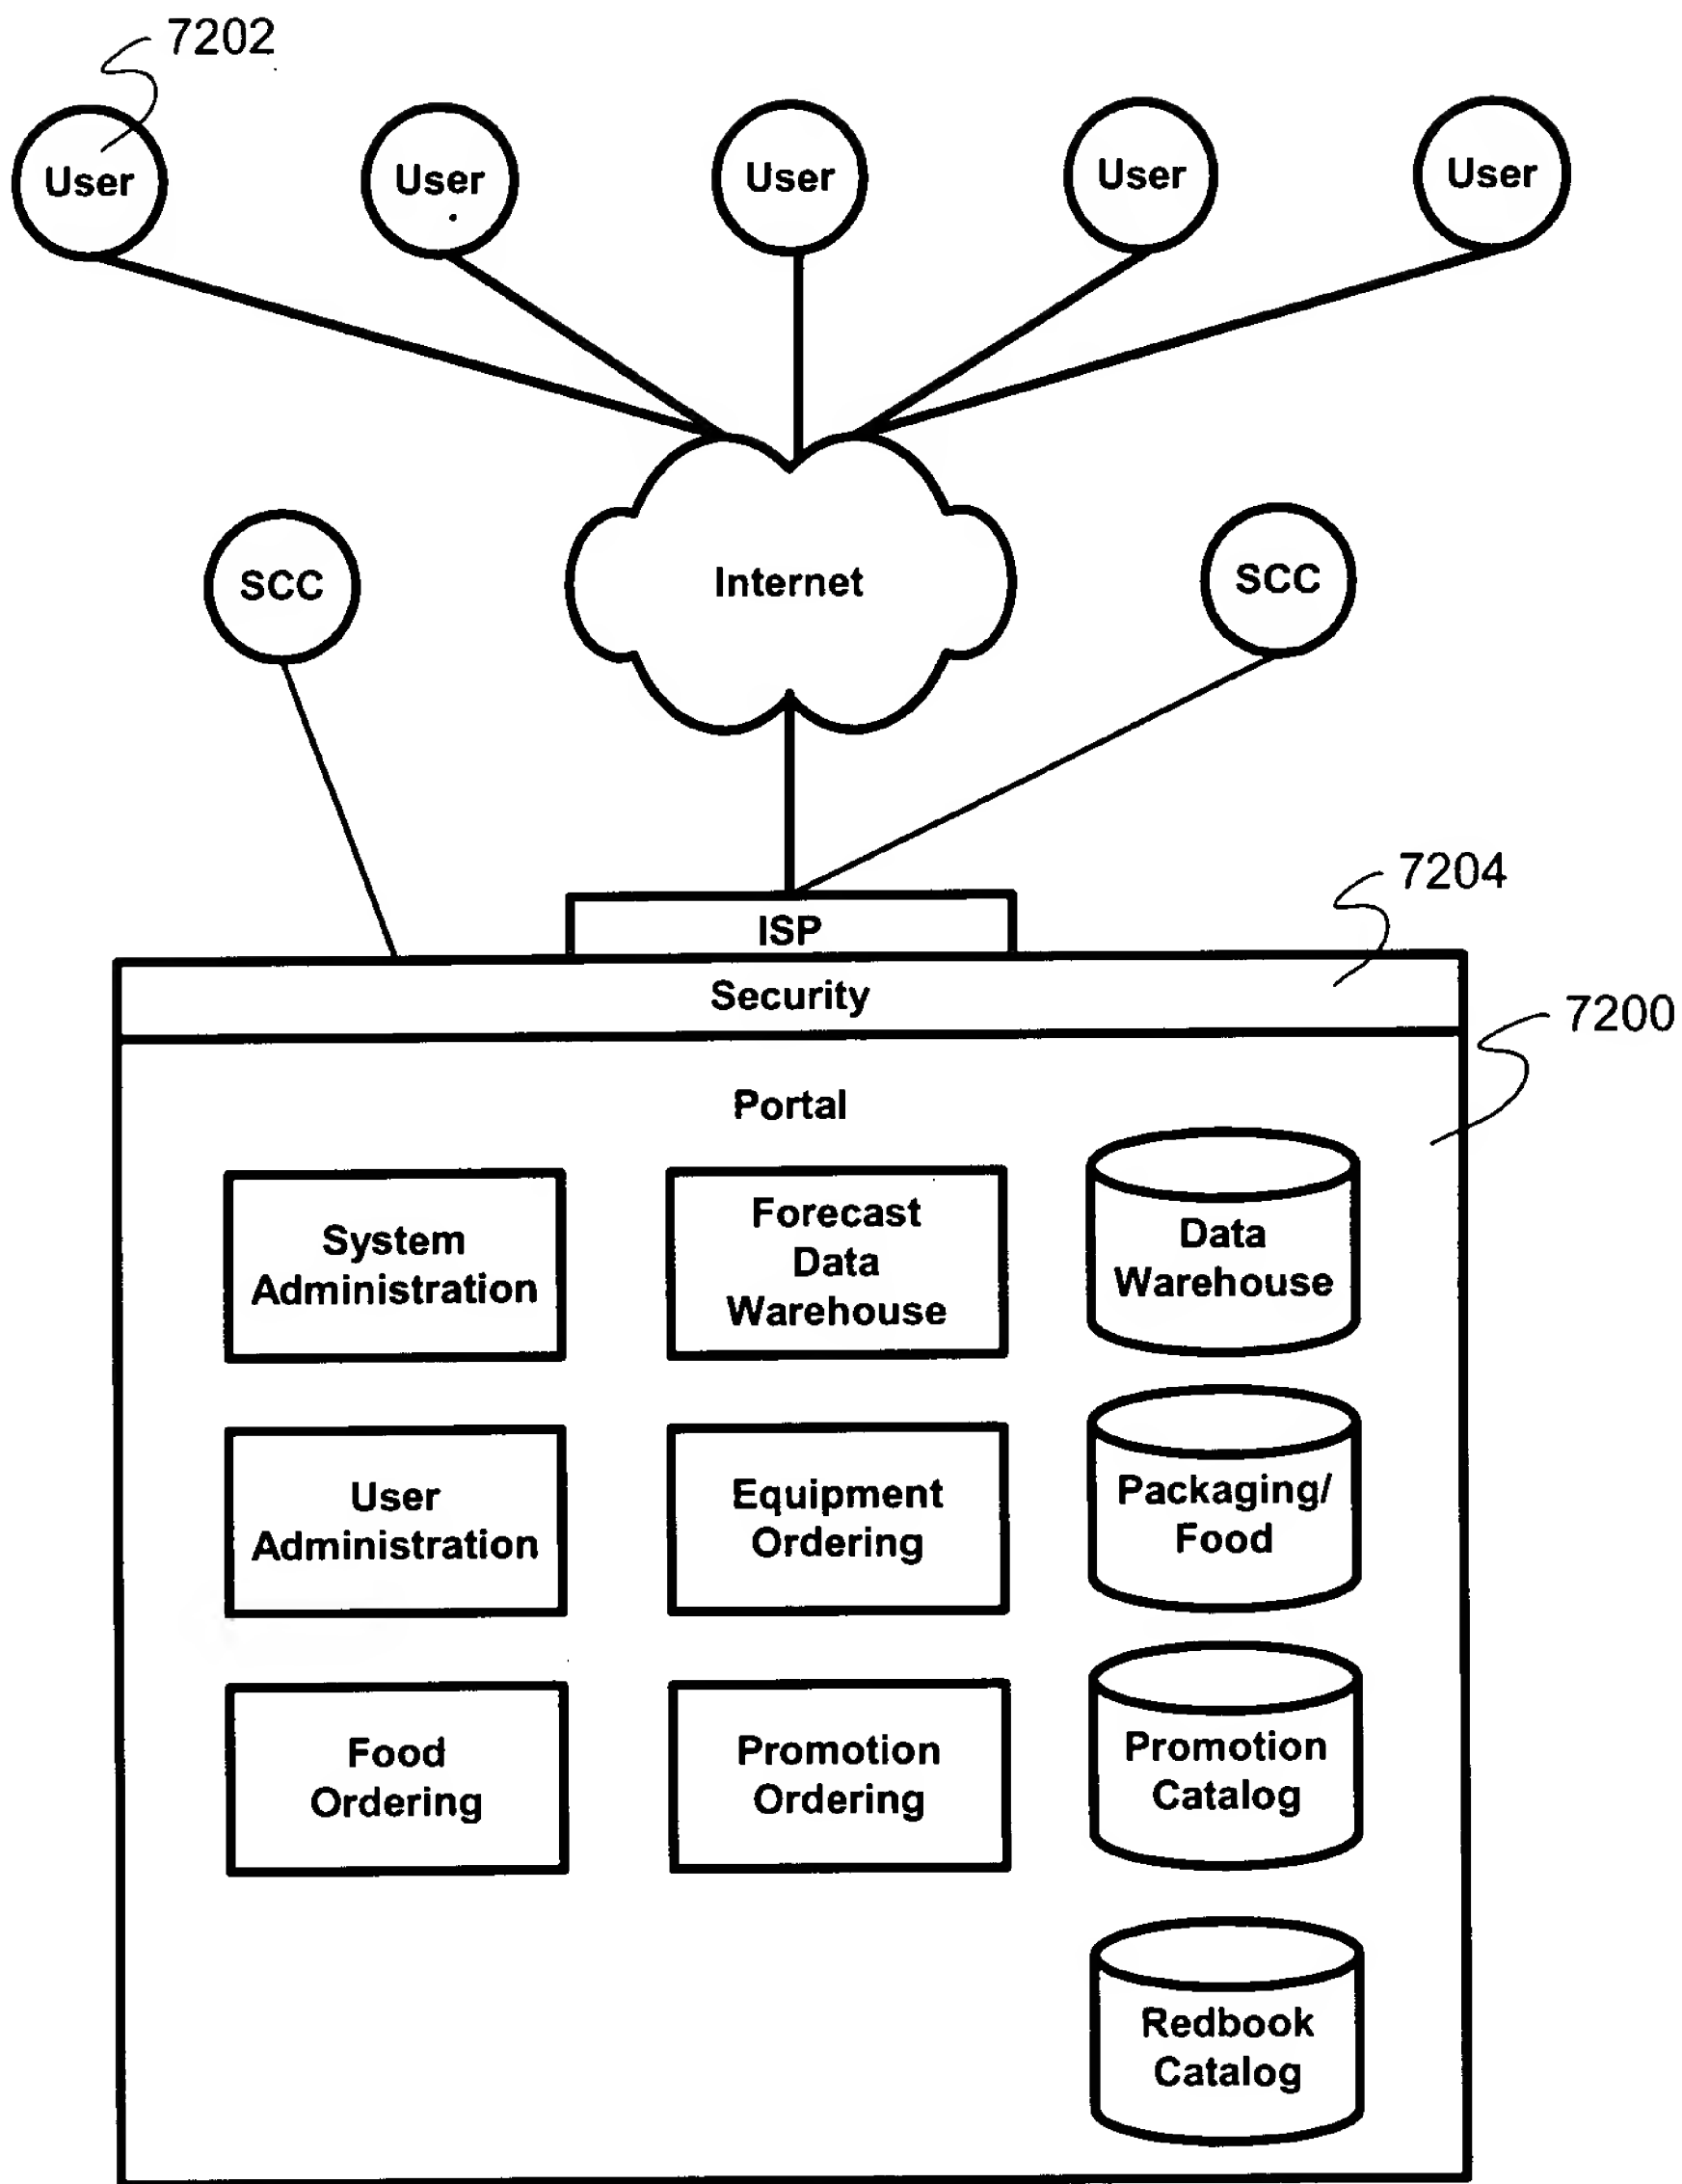 7202
User
User
User
User
User
SCC
Internet
SCC
7204
ISP
Security
7200
Portal
System
Administration
Forecast
Data
Warehouse
Data
Warehouse
User
Administration
Equipment
Ordering
Packaging/
Food
Food
Ordering
Promotion
Ordering
Promotion
Catalog
Redbook
Catalog